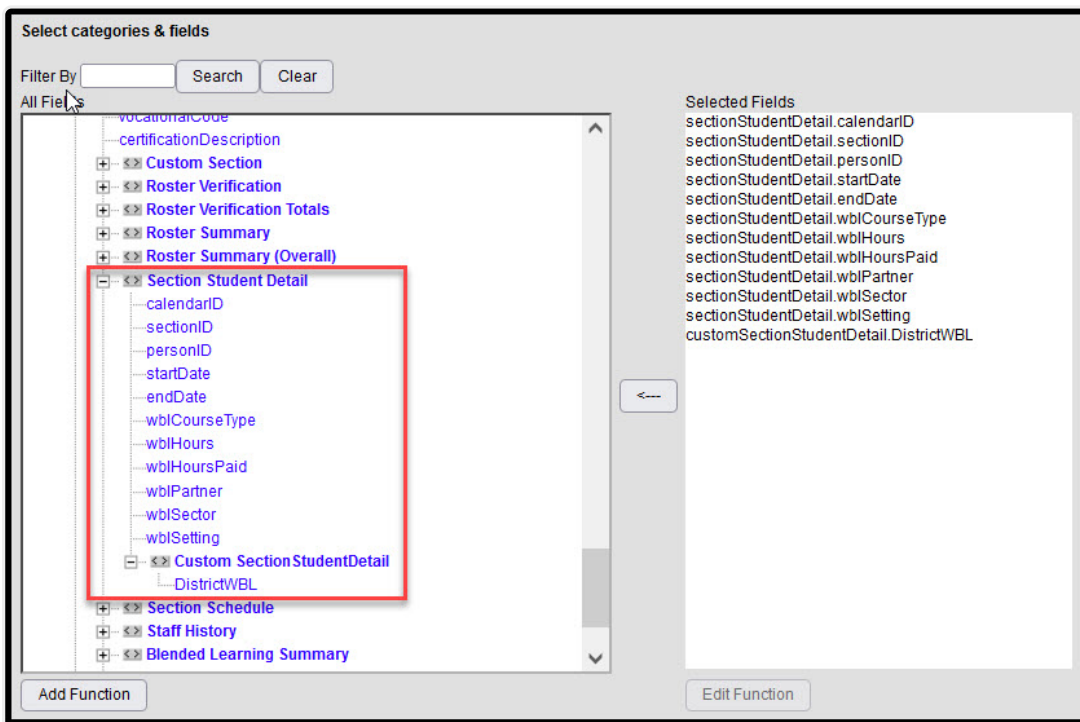 Select categories & fields
Filter By
Search
Clear
All Fields
Selected Fields
vocationalCode
certificationDescription
Custom Section
Roster Verification
Roster Verification Totals
Roster Summary
Roster Summary (Overall)
Section Student Detail
calendarID
sectionID
personID
startDate
endDate
wblCourseType
wblHours
wblHoursPaid
wblPartner
wblSector
wblSetting
Custom SectionStudentDetail
DistrictWBL
Section Schedule
Staff History
Blended Learning Summary
<---
sectionStudentDetail.calendarID
sectionStudentDetail.sectionID
sectionStudentDetail.personID
sectionStudentDetail.startDate
sectionStudentDetail.endDate
sectionStudentDetail.wblCourseType
sectionStudentDetail.wblHours
sectionStudentDetail.wblHoursPaid
sectionStudentDetail.wblPartner
sectionStudentDetail.wblSector
sectionStudentDetail.wblSetting
customSectionStudentDetail.DistrictWBL
Add Function
Edit Function